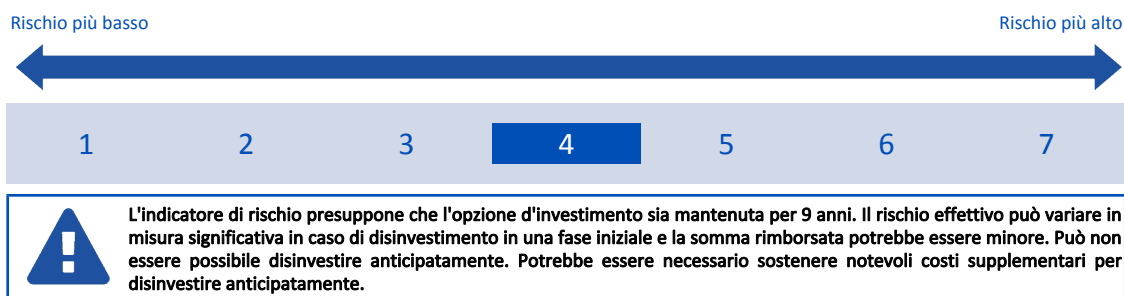 Rischio più basso Rischio più alto
1 2 3 4 5 6 7
L'indicatore di rischio presuppone che l'opzione d'investimento sia mantenuta per 9 anni. Il rischio effettivo può variare in
misura significativa in caso di disinvestimento in una fase iniziale e la somma rimborsata potrebbe essere minore. Può non
essere possibile disinvestire anticipatamente. Potrebbe essere necessario sostenere notevoli costi supplementari per
disinvestire anticipatamente.